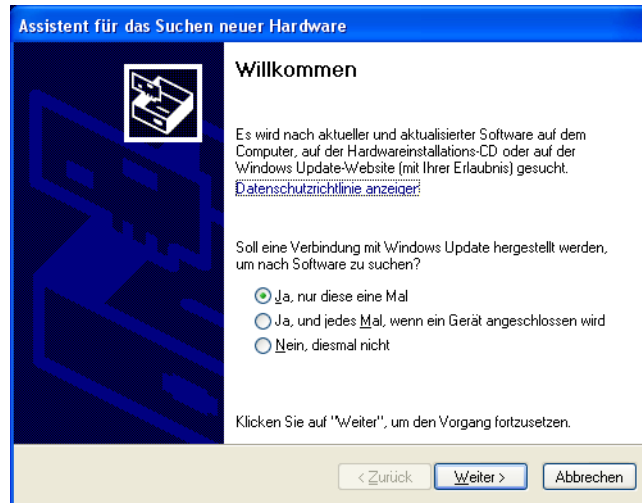 Assistent für das Suchen neuer Hardware
Willkommen
Es wird nach aktueller und aktualisierter Software auf dem
Computer, auf der Hardwareinstallations-CD oder auf der
Windows Update-Website (mit Ihrer Erlaubnis) gesucht.
Datenschutzrichtlinie anzeigen
Soll eine Verbindung mit Windows Update hergestellt werden,
um nach Software zu suchen?
Ja, nur diese eine Mal
Ja, und jedes Mal, wenn ein Gerät angeschlossen wird
Nein, diesmal nicht
Klicken Sie auf "Weiter", um den Vorgang fortzusetzen.
< Zurück Weiter > Abbrechen